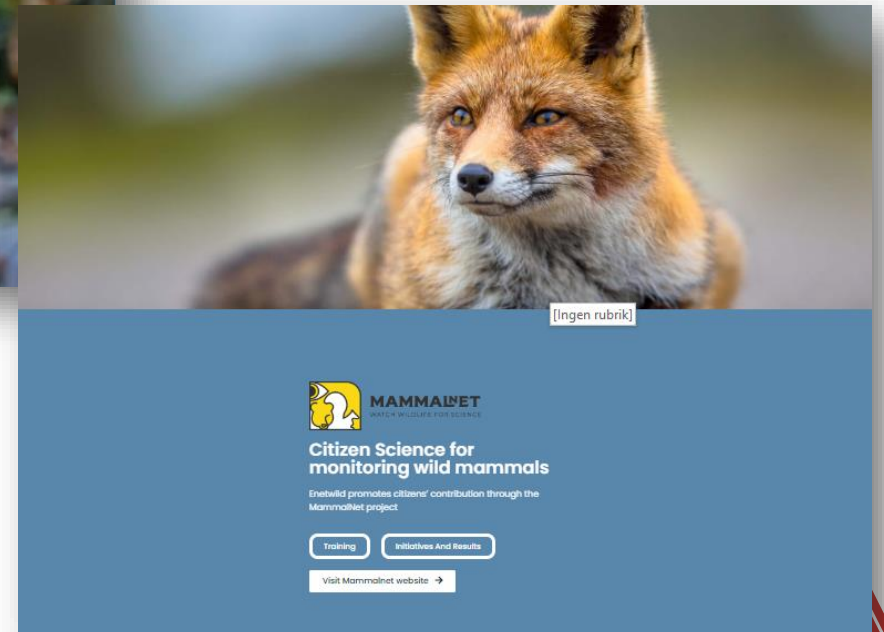 [Ingen rubrik]
MAMMALNET
WATCH WILDLIFE FOR SCIENCE
Citizen Science for
monitoring wild mammals
Enetwild promotes citizens' contribution through the
MammalNet project
Training
Initiatives And Results
Visit Mammalnet website →